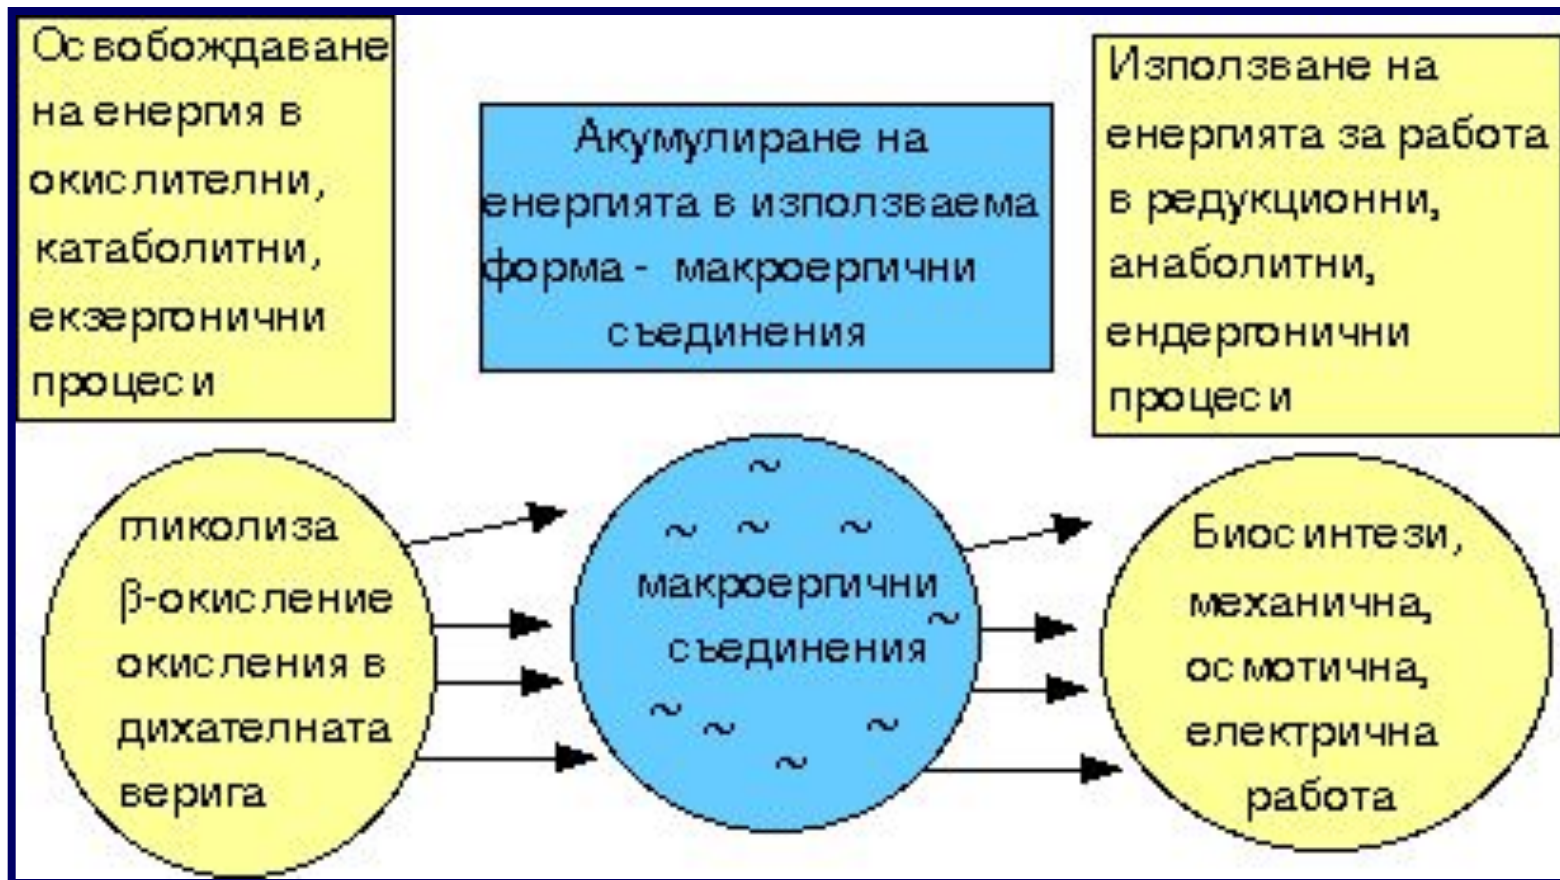 Освобождаване
на енергия в
окислителни,
катаболитни,
екзергонични
процеси
Акумулиране на
енергията в използваема
форма - макроергични
съединения
Използване на
енергията за работа
в редукционни,
анаболитни,
ендергонични
процеси
гликолиза
β-окисление
окисления в
дихателната
верига
~
~ ~ ~
макроергични
~
съединения
~ ~ ~
~
Биосинтези,
механична,
осмотична,
електрична
работа